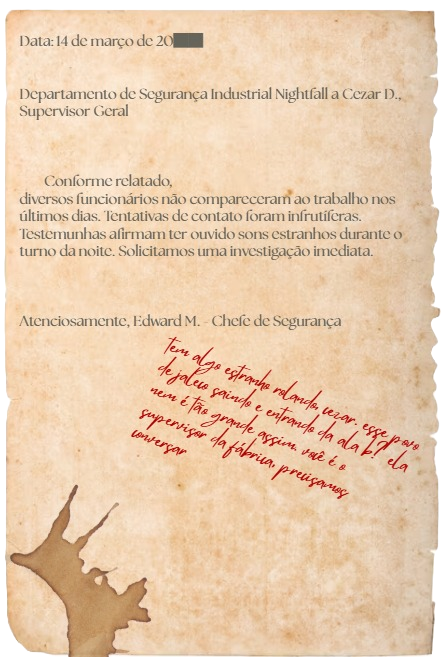 Data: 14 de março de 20
Departamento de Segurança Industrial Nightfall a Cezar D.,
Supervisor Geral
Conforme relatado,
diversos funcionários não compareceram ao trabalho nos
últimos dias. Tentativas de contato foram infrutíferas.
Testemunhas afirmam ter ouvido sons estranhos durante o
turno da noite. Solicitamos uma investigação imediata.
Atenciosamente, Edward M. - Chefe de Segurança
tem algo estranho rolando, cezar. esse povo
de jaleco saindo e entrando da ala b? ela
nem é tão grande assim. você é o
supervisor da fábrica, precisamos
conversar